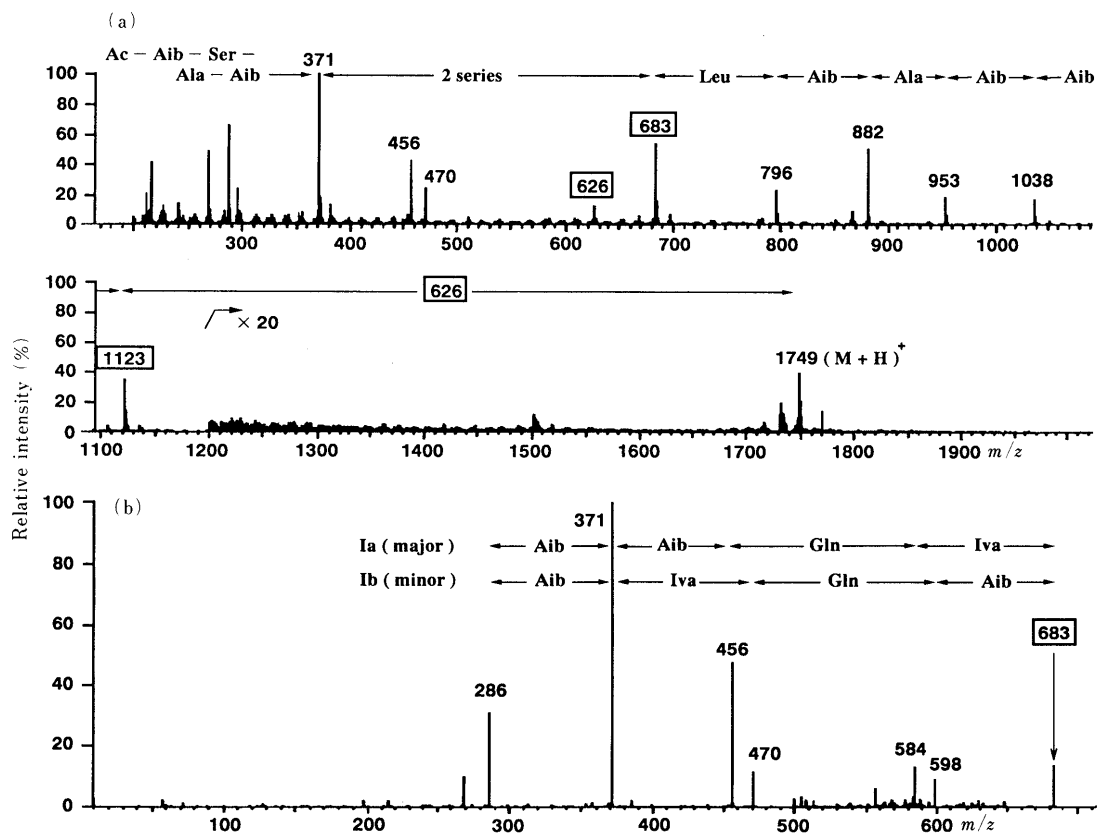 (a)
Ac – Aib – Ser –
Ala – Aib
371
2 series
Leu
Aib
Ala
Aib
Aib
100
80
60
40
20
0
456
470
626
683
796
882
953
1038
300 400 500 600 700 800 900 1000
626
100
80
60
40
20
0
× 20
1123
1749 (M + H)+
1100 1200 1300 1400 1500 1600 1700 1800 1900 m/z
Relative intensity (%)
(b)
100
80
60
40
20
0
371
Ia (major) Aib Aib Gln Iva
Ib (minor) Aib Iva Gln Aib
683
286
456
470
584
598
100 200 300 400 500 600 m/z